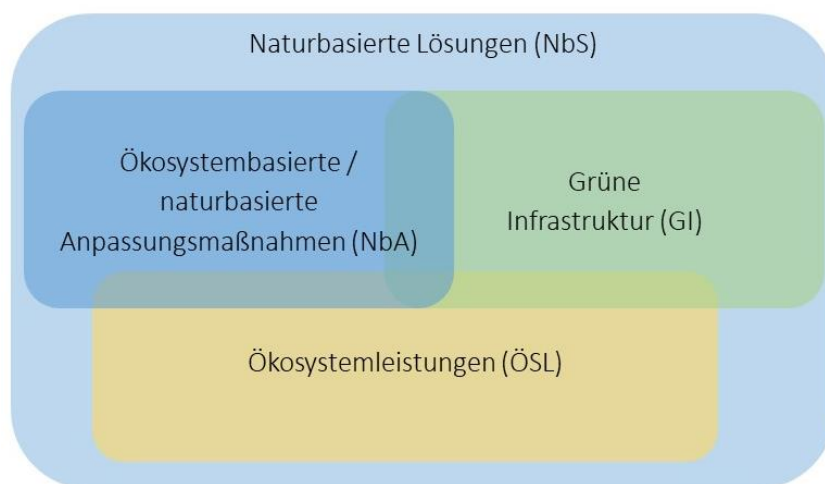 Naturbasierte Lösungen (NbS)
Ökosystembasierte /
naturbasierte
Anpassungsmaßnahmen (NbA)
Grüne
Infrastruktur (GI)
Ökosystemleistungen (ÖSL)